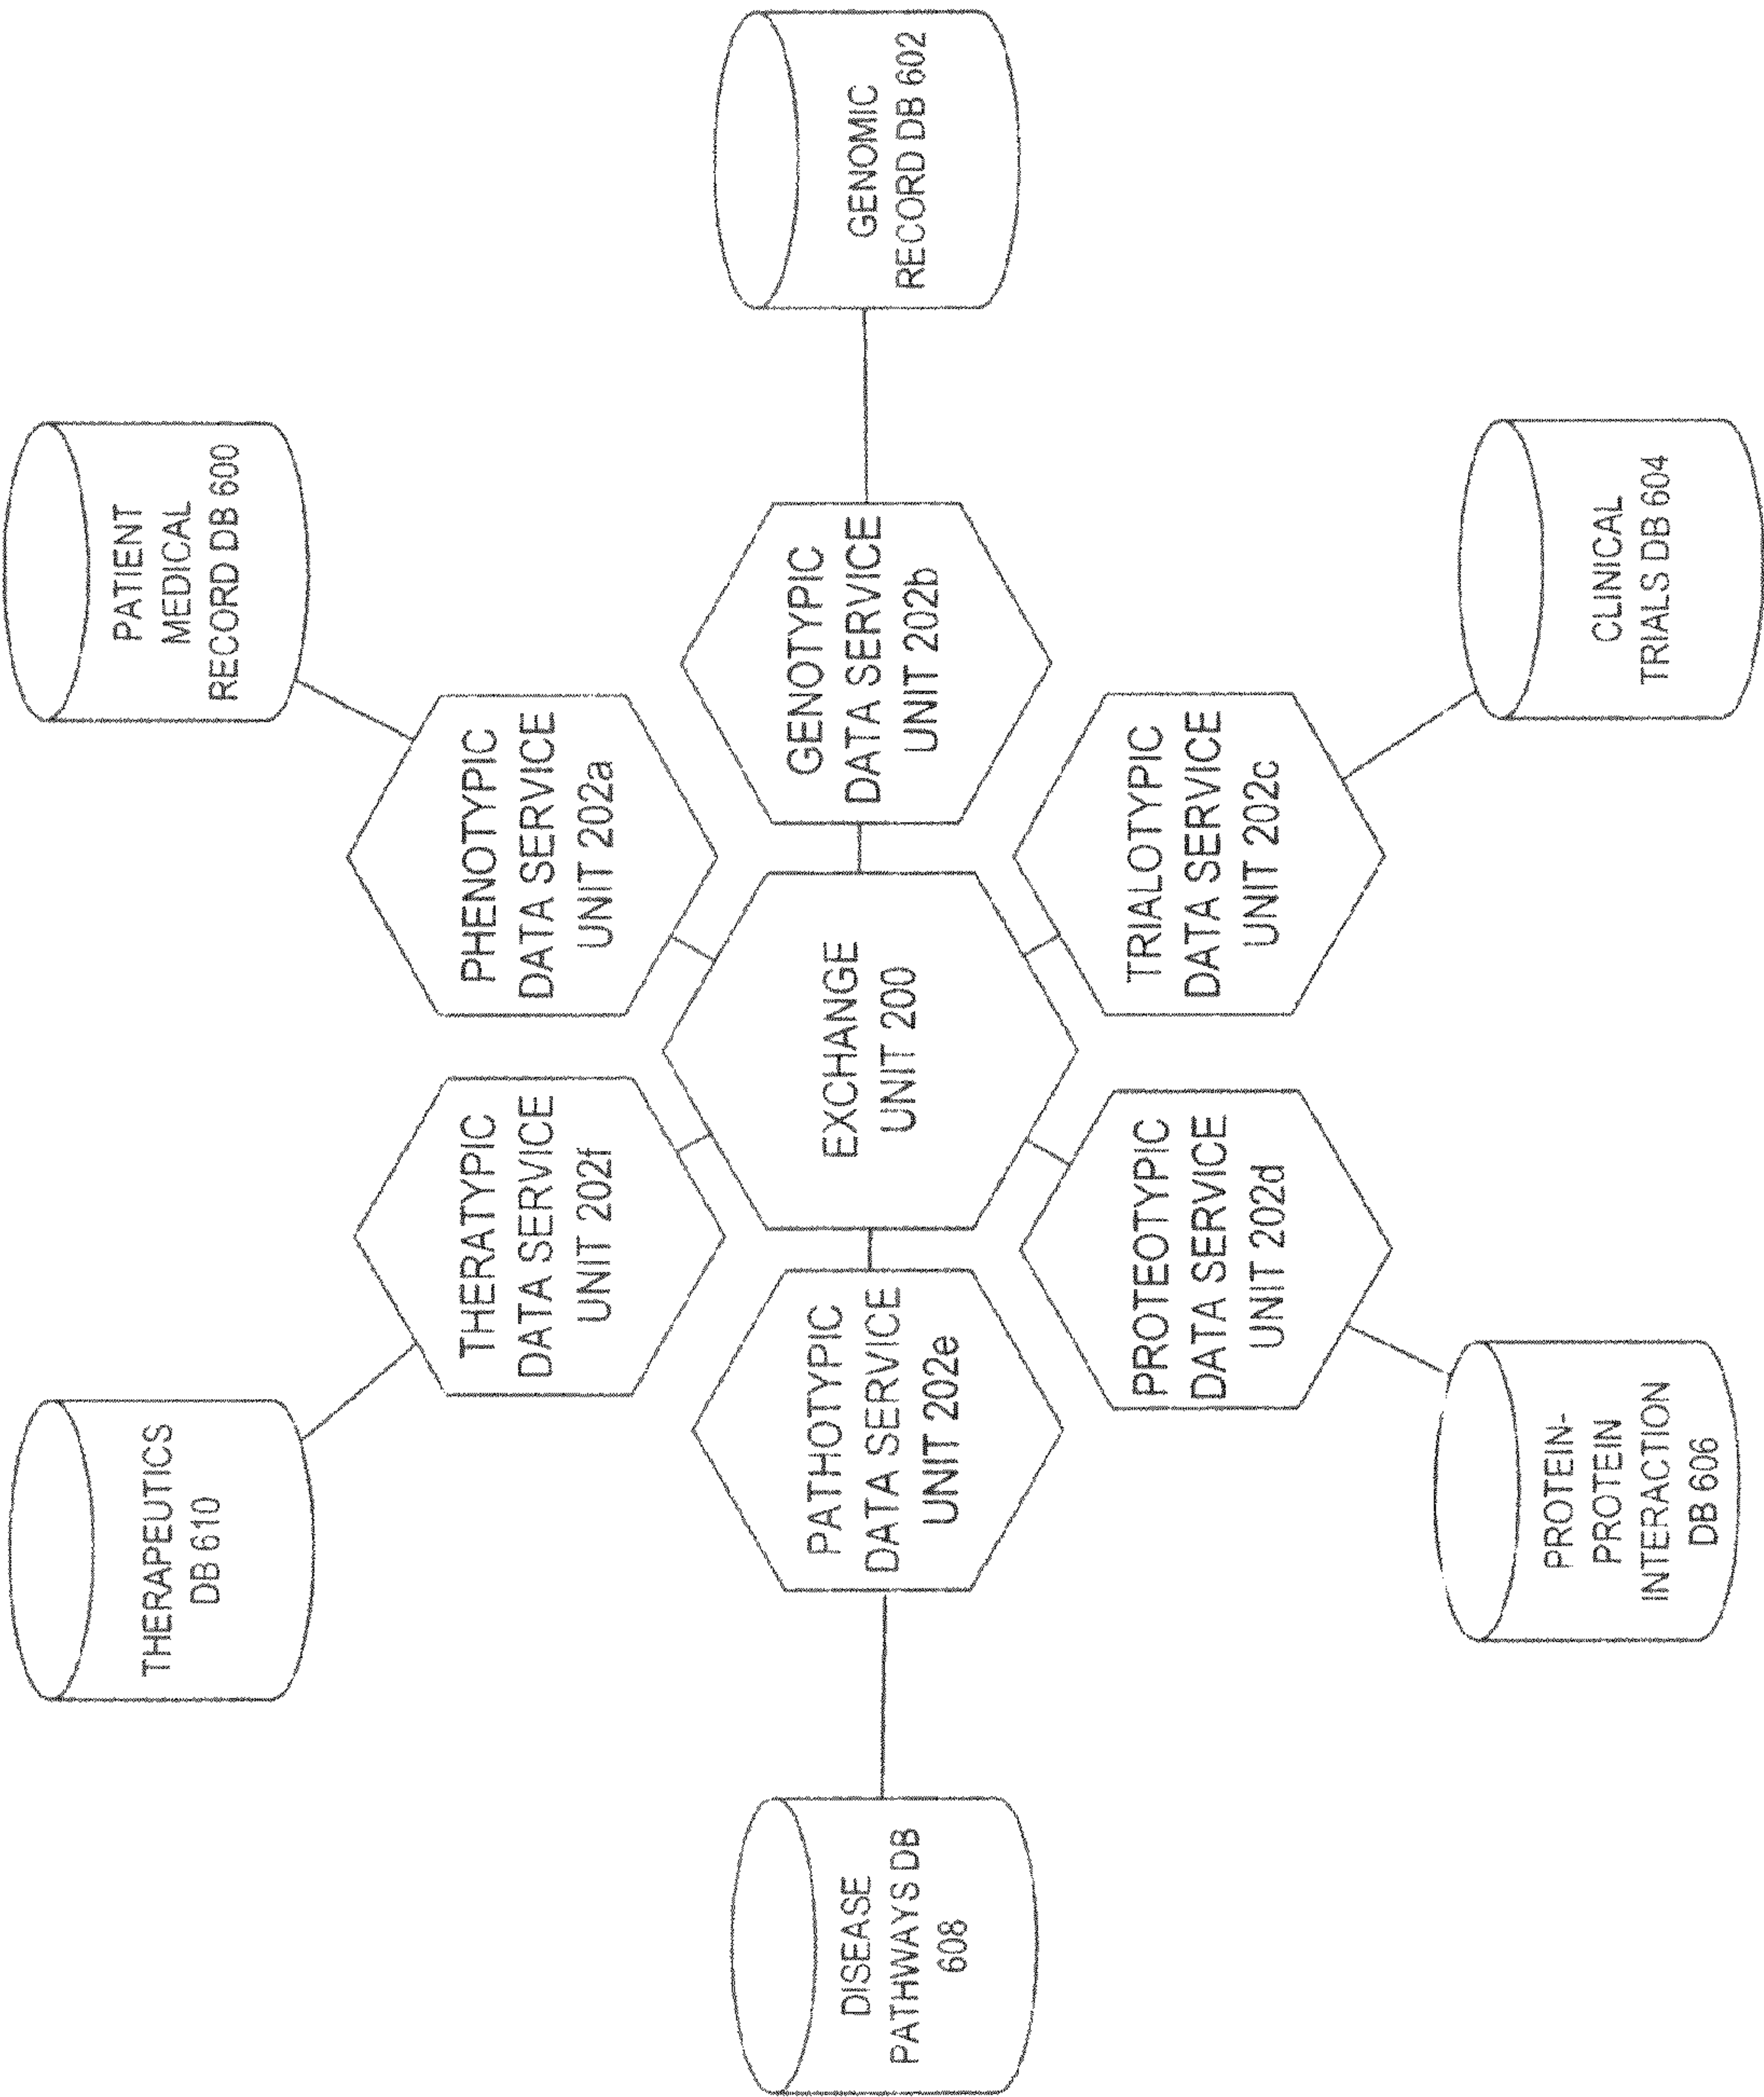 THERAPEUTICS
DB 610
PATIENT
MEDICAL
RECORD DB 600
THERATYPIC
DATA SERVICE
UNIT 202f
PHENOTYPIC
DATA SERVICE
UNIT 202a
DISEASE
PATHWAYS DB
608
PATHOTYPIC
DATA SERVICE
UNIT 202e
EXCHANGE
UNIT 200
GENOTYPIC
DATA SERVICE
UNIT 202b
GENOMIC
RECORD DB 602
PROTEOTYPIC
DATA SERVICE
UNIT 202d
TRIALOTYPIC
DATA SERVICE
UNIT 202c
PROTEIN-
PROTEIN
INTERACTION
DB 606
CLINICAL
TRIALS DB 604